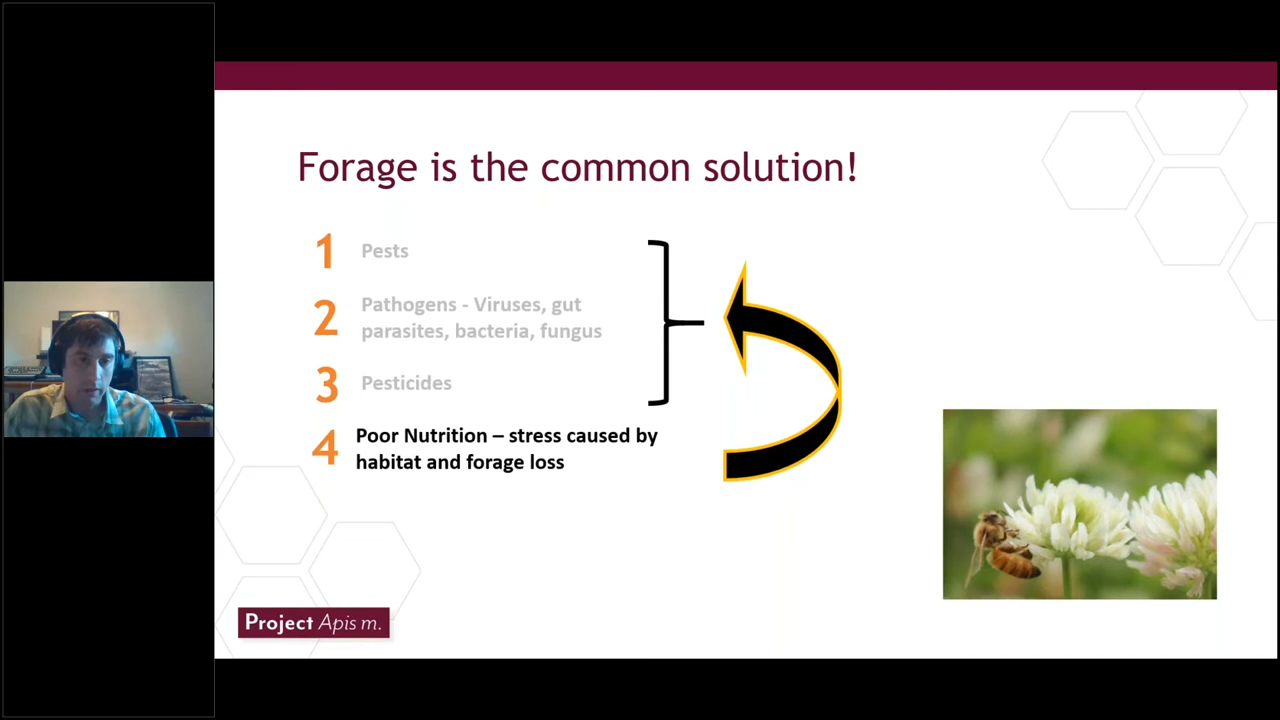 Forage is the common solution!
1 Pests
2 Pathogens - Viruses, gut
parasites, bacteria, fungus
3 Pesticides
4 Poor Nutrition – stress caused by
habitat and forage loss
Project Apis m.